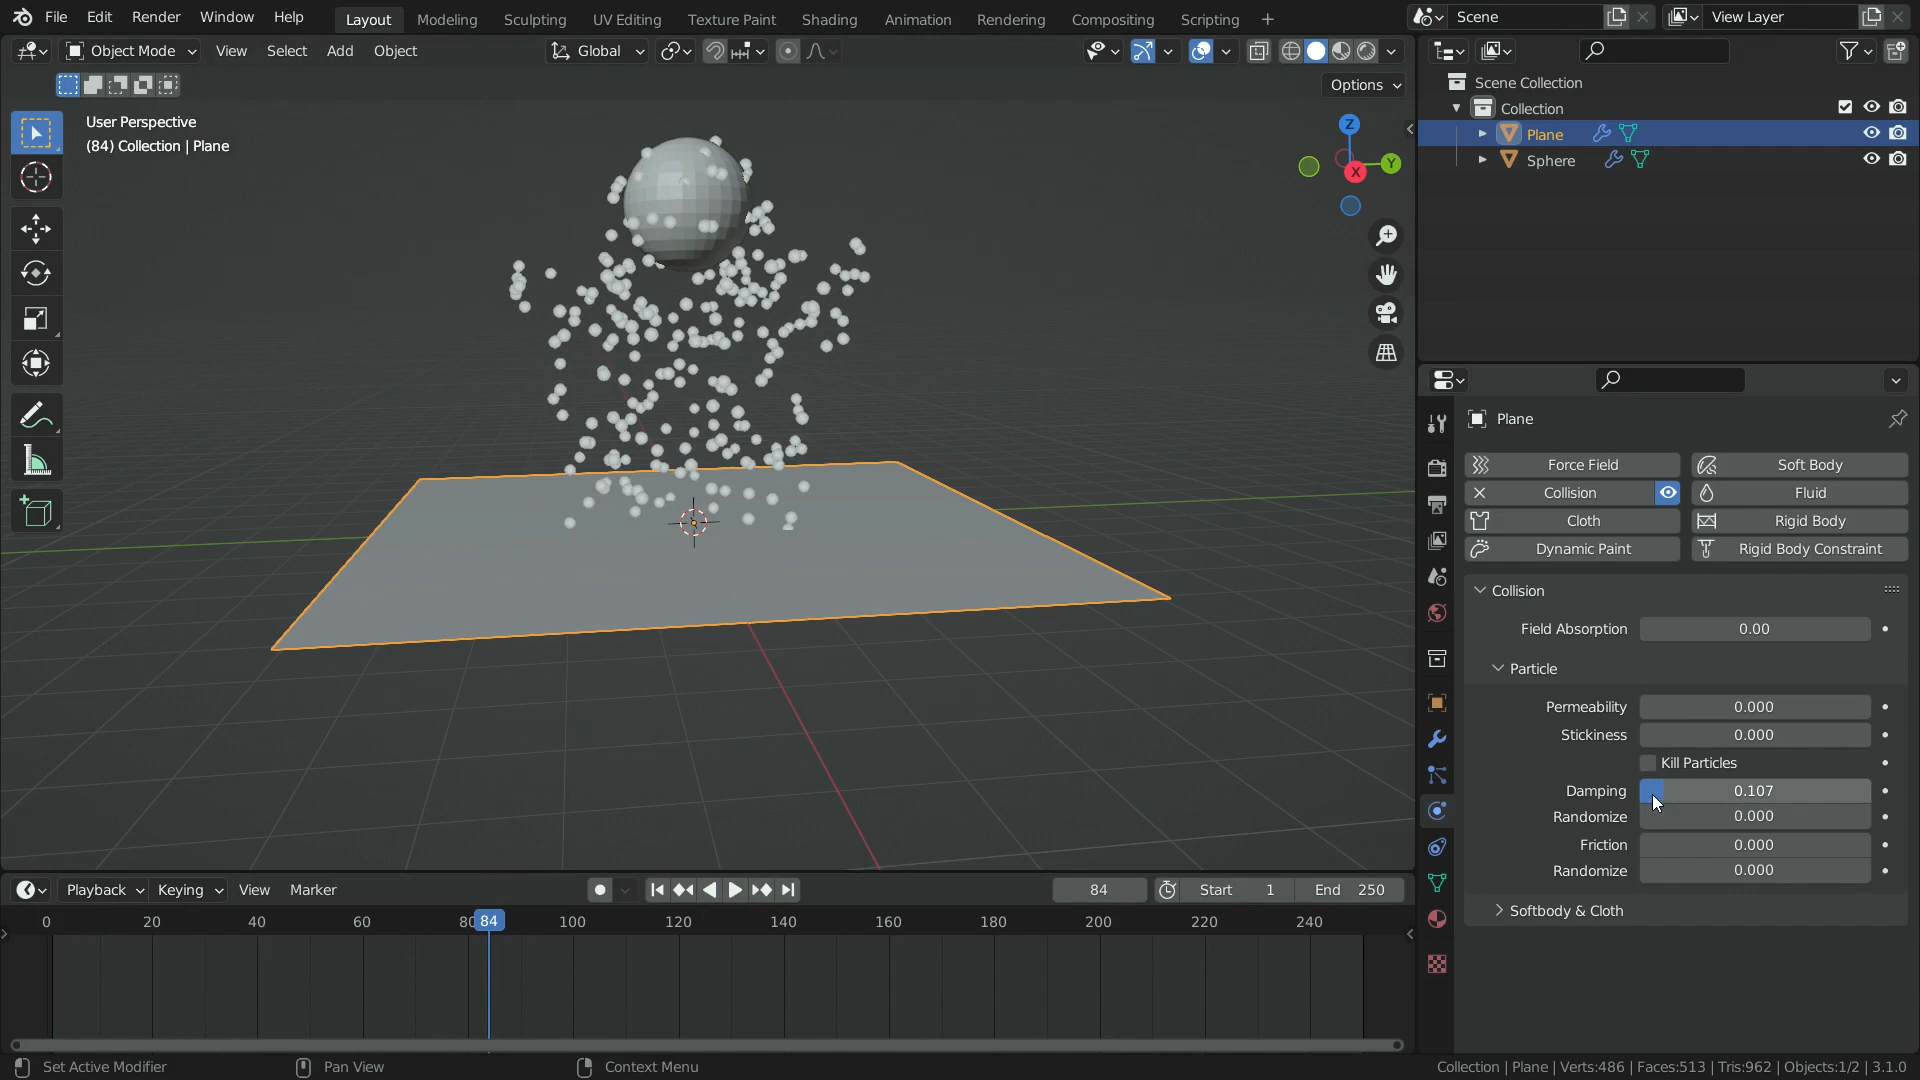 File Edit Render Window Help Layout Modeling Sculpting UV Editing Texture Paint Shading Animation Rendering Compositing Scripting + Scene View Layer
Object Mode View Select Add Object Global
Options
User Perspective
(84) Collection | Plane
Z
Y
X
Scene Collection
Collection
Plane
Sphere
Plane
Force Field Soft Body
Collision Fluid
Cloth Rigid Body
Dynamic Paint Rigid Body Constraint
Collision
Field Absorption 0.00
Particle
Permeability 0.000
Stickiness 0.000
Kill Particles
Damping 0.107
Randomize 0.000
Friction 0.000
Randomize 0.000
Softbody & Cloth
Playback Keying View Marker 84 Start 1 End 250
0 20 40 60 80 84 100 120 140 160 180 200 220 240
Set Active Modifier Pan View Context Menu Collection | Plane | Verts:486 | Faces:513 | Tris:962 | Objects:1/2 | 3.1.0